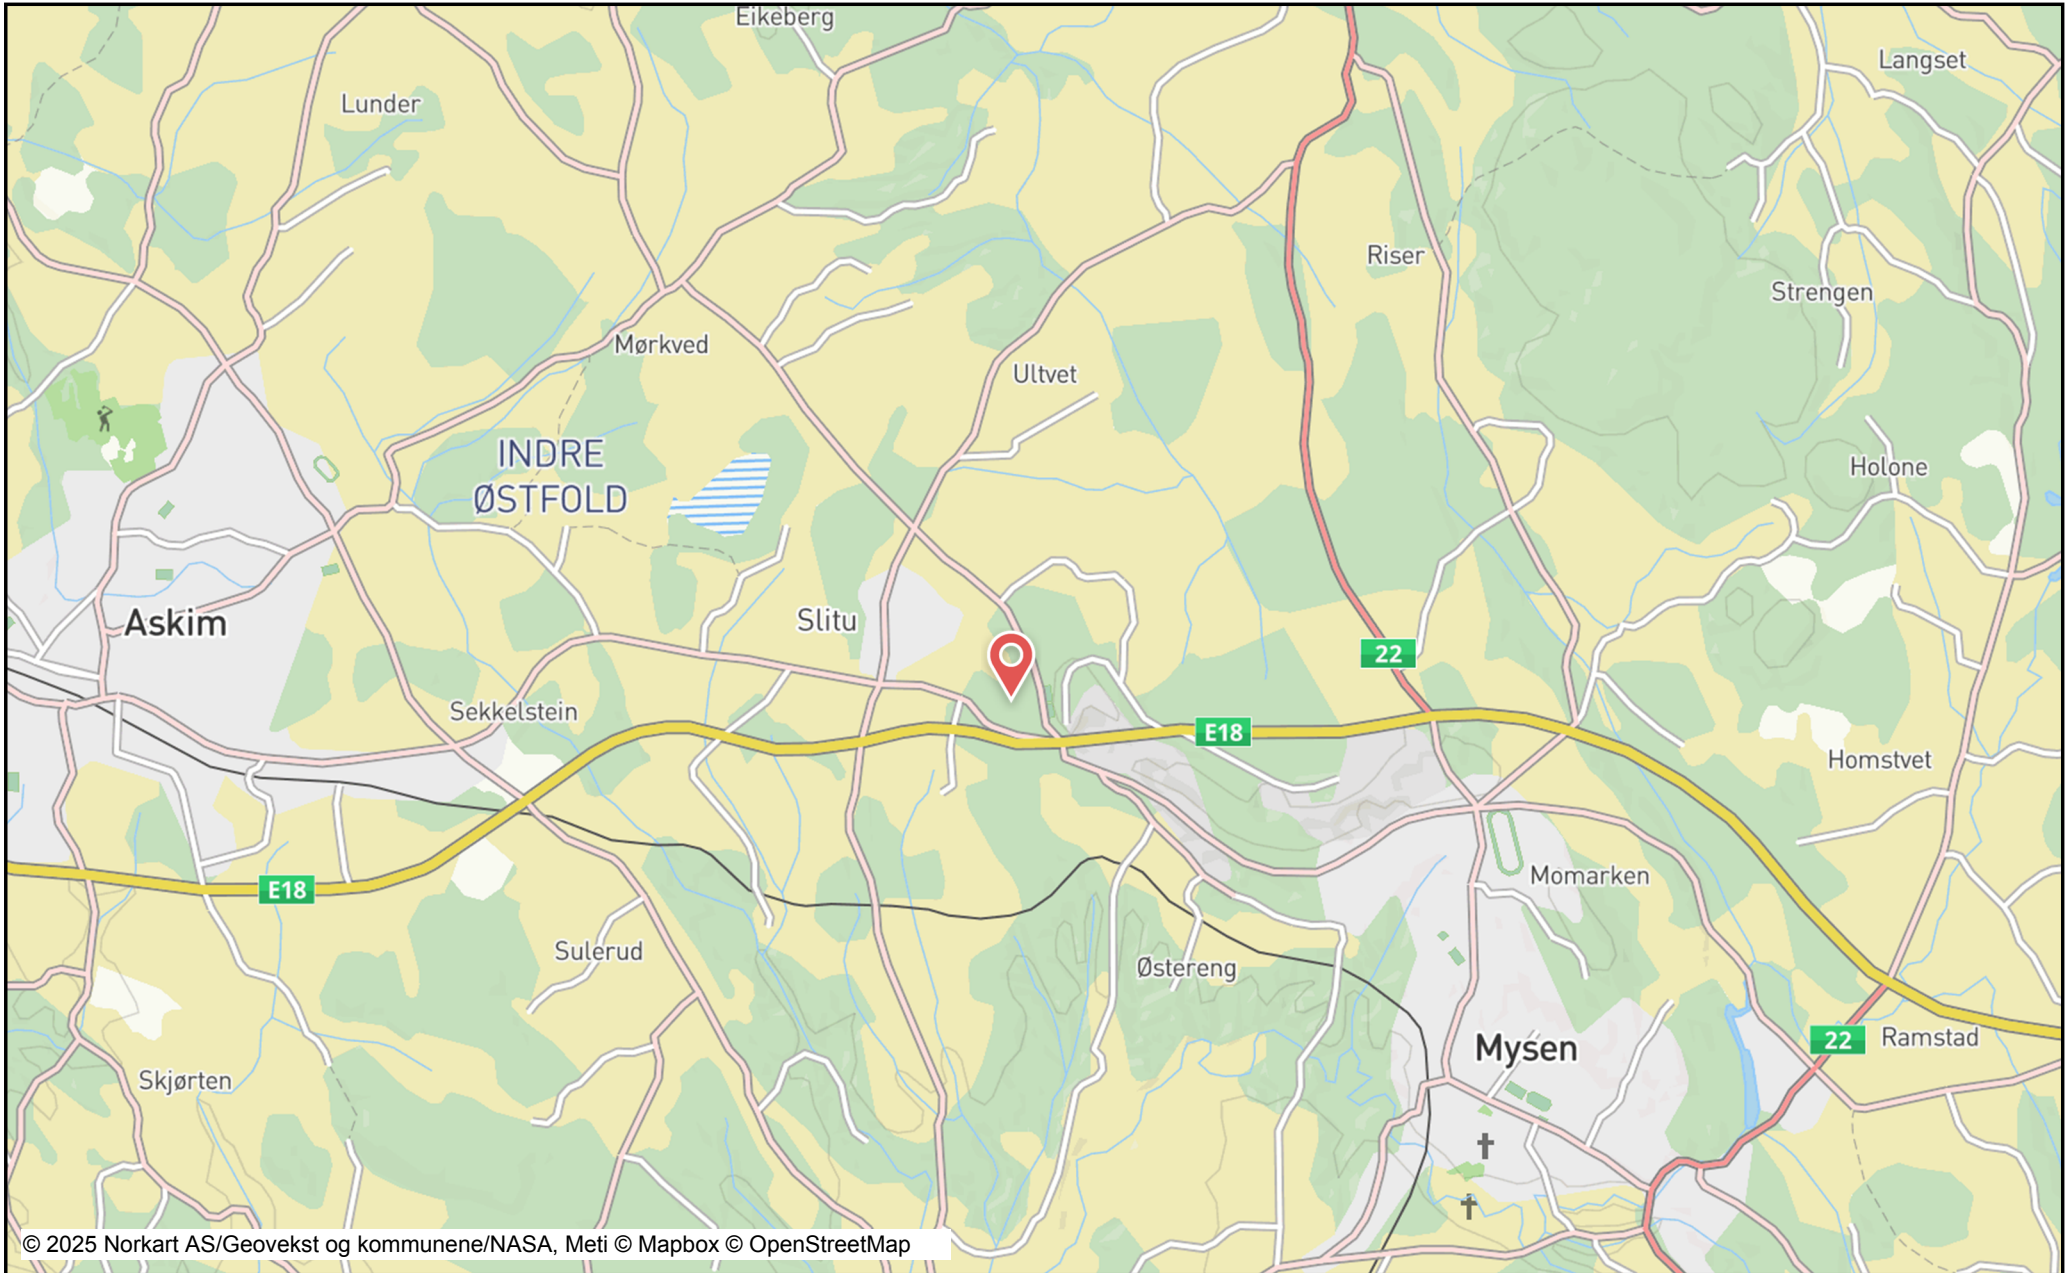 Eikeberg
Langset
Lunder
Riser
Strengen
Mørkved
Ultvet
INDRE
ØSTFOLD
Holone
Askim
Slitu
22
Sekkelstein
E18
Homstvet
E18
Momarken
Sulerud
Østereng
Mysen
22
Ramstad
Skjørten
© 2025 Norkart AS/Geovekst og kommunene/NASA, Meti © Mapbox © OpenStreetMap